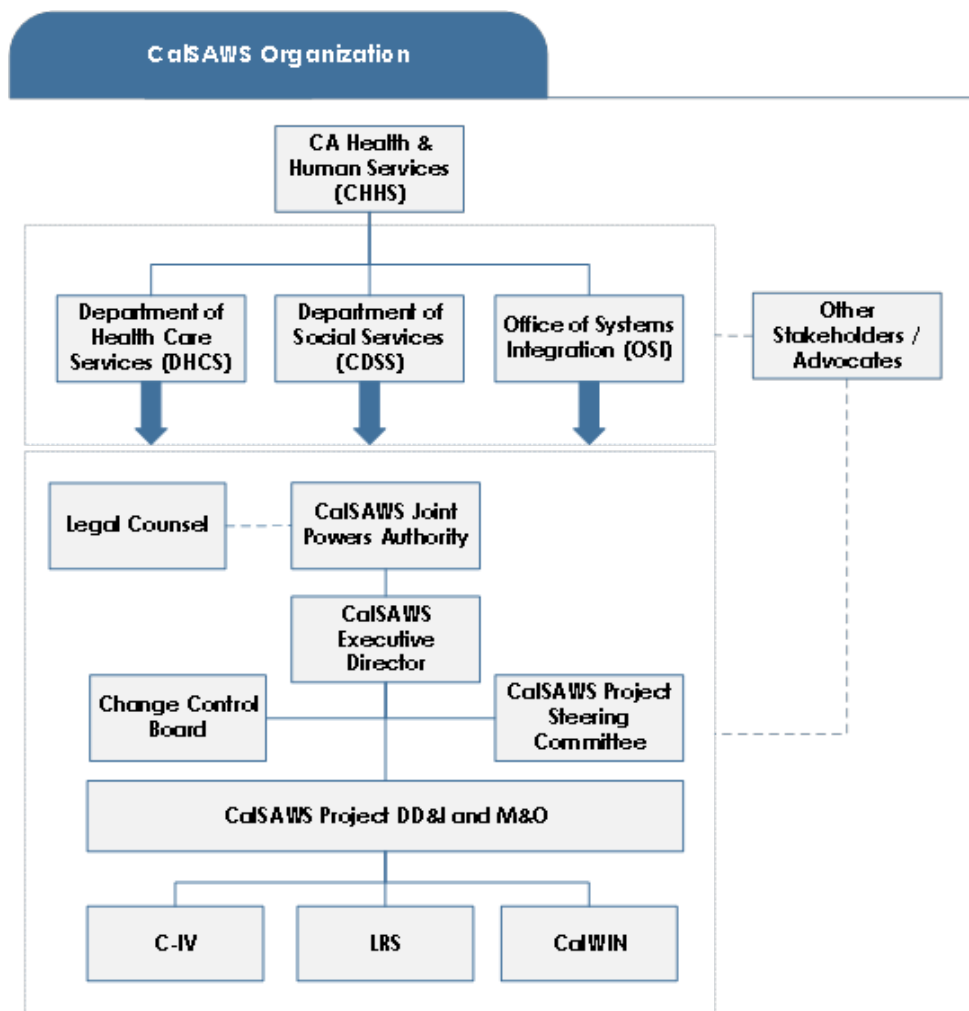 CalSAWS Organization
CA Health &
Human Services
(CHHS)
Department of
Health Care
Services (DHCS)
Department of
Social Services
(CDSS)
Office of Systems
Integration (OSI)
Other
Stakeholders /
Advocates
Legal Counsel
CalSAWS Joint
Powers Authority
CalSAWS
Executive
Director
Change Control
Board
CalSAWS Project
Steering
Committee
CalSAWS Project DD&I and M&O
C-IV
LRS
CalWIN